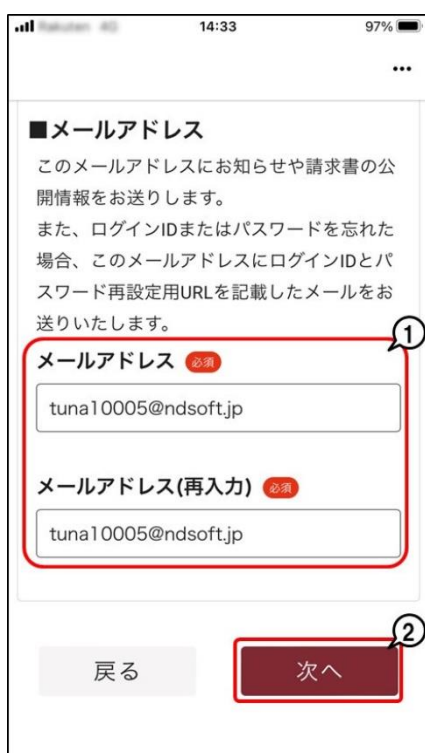 14:33
97%
...
■メールアドレス
このメールアドレスにお知らせや請求書の公
開情報をお送りします。
また、ログインIDまたはパスワードを忘れた
場合、このメールアドレスにログインIDとパ
スワード再設定用URLを記載したメールをお
送りいたします。
①
メールアドレス 必須
tuna10005@ndsoft.jp
メールアドレス(再入力) 必須
tuna10005@ndsoft.jp
②
戻る 次へ